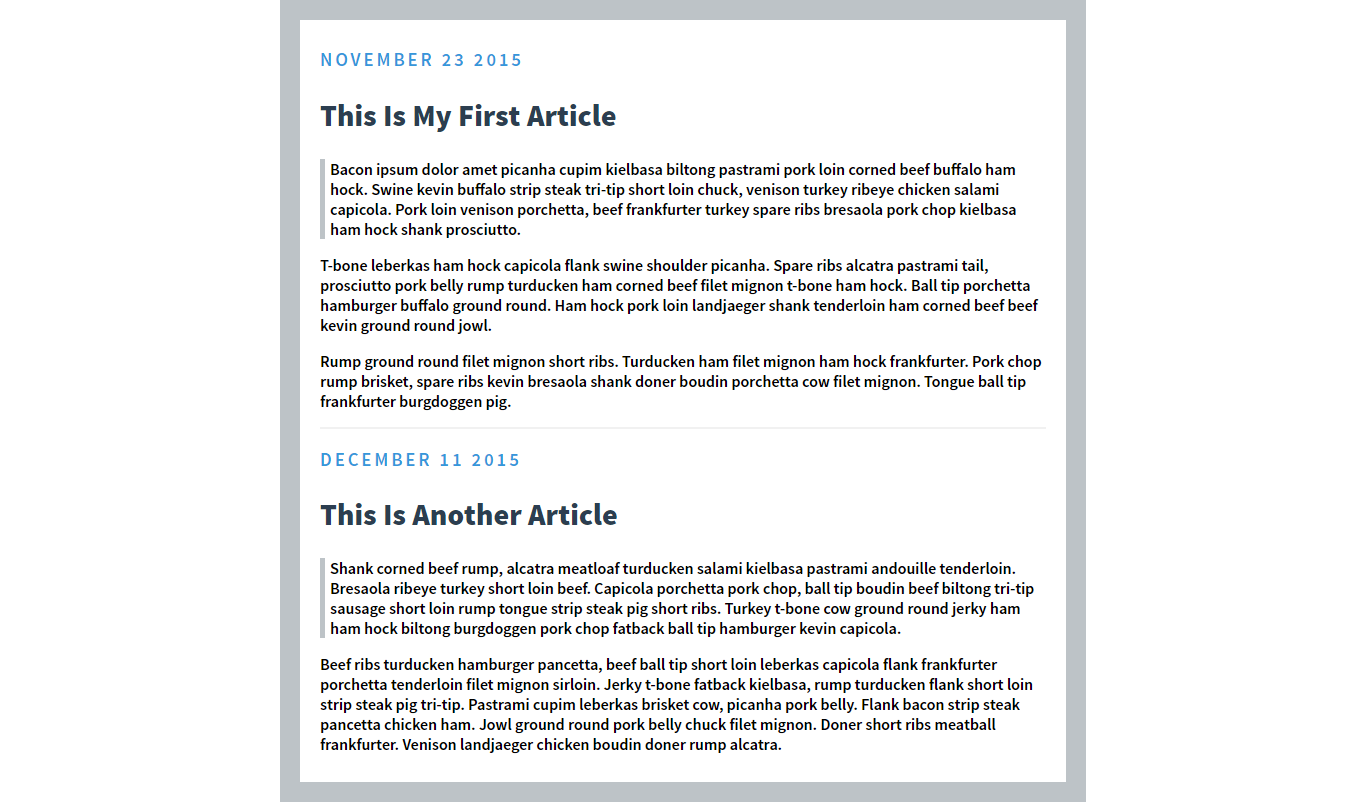 NOVEMBER 23 2015
This Is My First Article
Bacon ipsum dolor amet picanha cupim kielbasa biltong pastrami pork loin corned beef buffalo ham
hock. Swine kevin buffalo strip steak tri-tip short loin chuck, venison turkey ribeye chicken salami
capicola. Pork loin venison porchetta, beef frankfurter turkey spare ribs bresaola pork chop kielbasa
ham hock shank prosciutto.
T-bone leberkas ham hock capicola flank swine shoulder picanha. Spare ribs alcatra pastrami tail,
prosciutto pork belly rump turducken ham corned beef filet mignon t-bone ham hock. Ball tip porchetta
hamburger buffalo ground round. Ham hock pork loin landjaeger shank tenderloin ham corned beef beef
kevin ground round jowl.
Rump ground round filet mignon short ribs. Turducken ham filet mignon ham hock frankfurter. Pork chop
rump brisket, spare ribs kevin bresaola shank doner boudin porchetta cow filet mignon. Tongue ball tip
frankfurter burgdoggen pig.
DECEMBER 11 2015
This Is Another Article
Shank corned beef rump, alcatra meatloaf turducken salami kielbasa pastrami andouille tenderloin.
Bresaola ribeye turkey short loin beef. Capicola porchetta pork chop, ball tip boudin beef biltong tri-tip
sausage short loin rump tongue strip steak pig short ribs. Turkey t-bone cow ground round jerky ham
ham hock biltong burgdoggen pork chop fatback ball tip hamburger kevin capicola.
Beef ribs turducken hamburger pancetta, beef ball tip short loin leberkas capicola flank frankfurter
porchetta tenderloin filet mignon sirloin. Jerky t-bone fatback kielbasa, rump turducken flank short loin
strip steak pig tri-tip. Pastrami cupim leberkas brisket cow, picanha pork belly. Flank bacon strip steak
pancetta chicken ham. Jowl ground round pork belly chuck filet mignon. Doner short ribs meatball
frankfurter. Venison landjaeger chicken boudin doner rump alcatra.